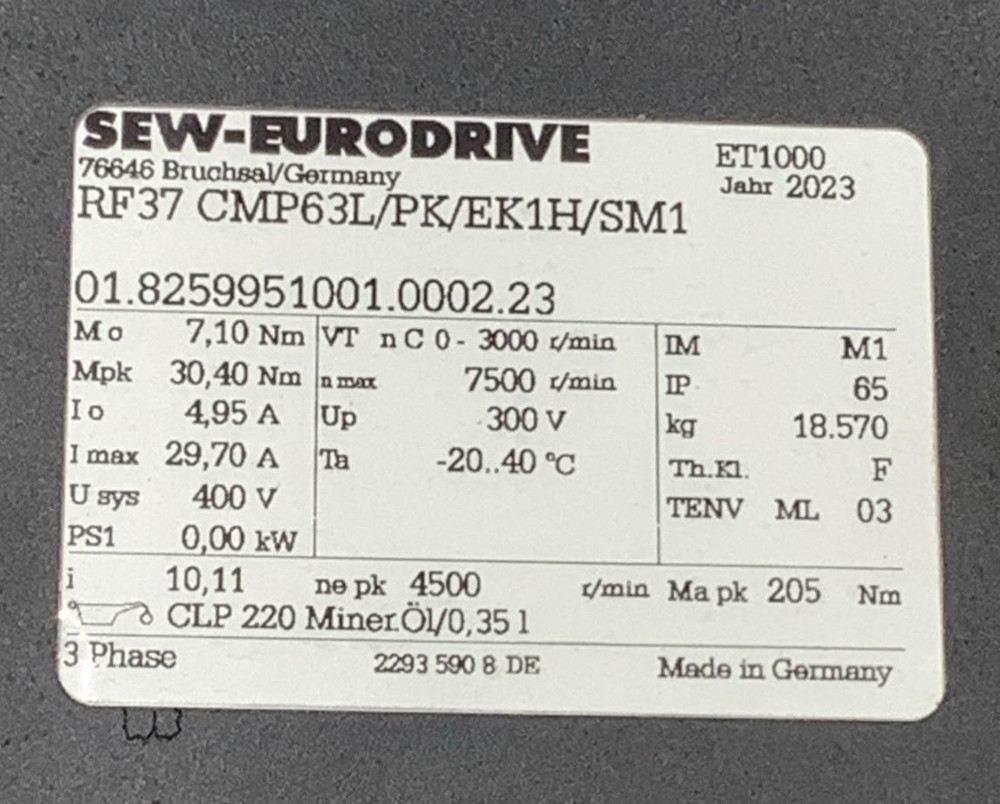 SEW-EURODRIVE
76646 Bruchsal/Germany
ET1000
Jahr 2023
RF37 CMP63L/PK/EK1H/SM1
01.8259951001.0002.23
Mo 7,10 Nm VT nC 0- 3000 r/min IM M1
Mpk 30,40 Nm n max 7500 r/min IP 65
Io 4,95 A Up 300 V kg 18.570
I max 29,70 A Ta -20..40 °C Th.Kl. F
U sys 400 V TENV ML 03
PS1 0,00 kW
i 10,11 ne pk 4500 r/min Ma pk 205 Nm
CLP 220 Miner.Öl/0,35 l
3 Phase 2293 590 8 DE Made in Germany